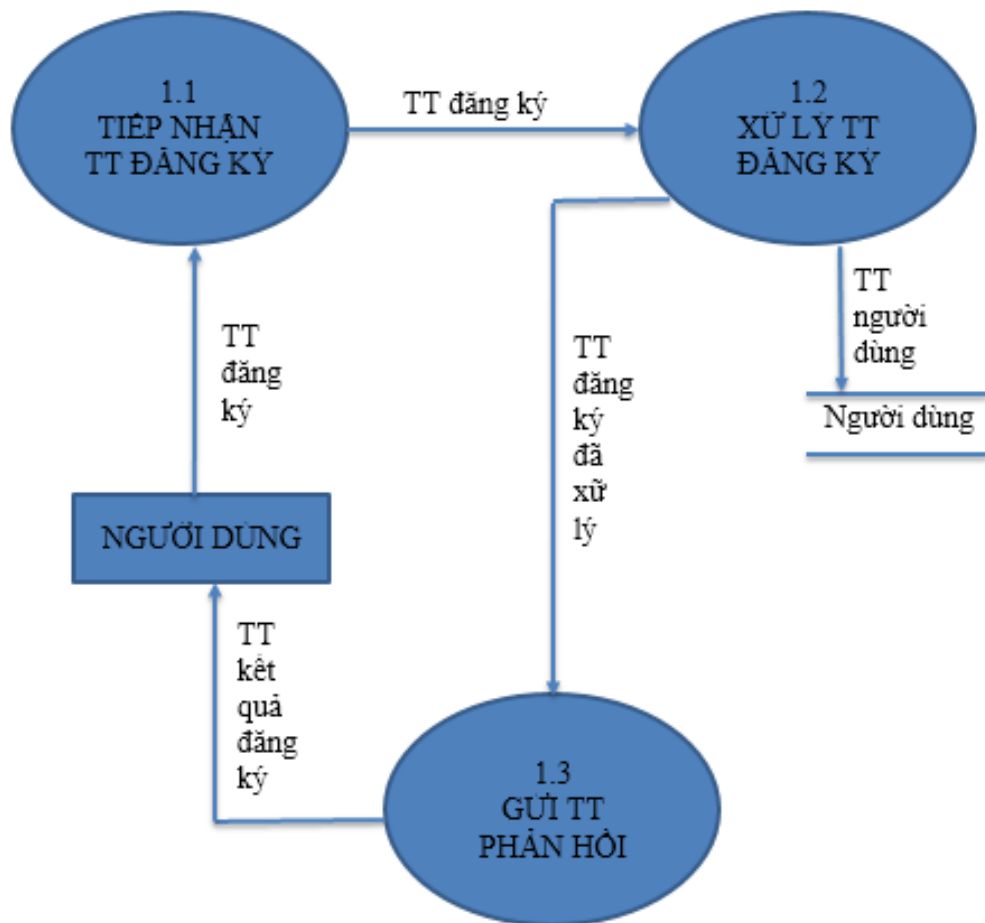 1.1
TIẾP NHẬN
TT ĐĂNG KÝ
TT đăng ký
1.2
XỮ LÝ TT
ĐĂNG KÝ
TT
đăng
ký
TT
đăng
ký
đã
xữ
lý
TT
người
dùng
Người dùng
NGƯỜI DÙNG
TT
kết
quả
đăng
ký
1.3
GỬI TT
PHẢN HỒI